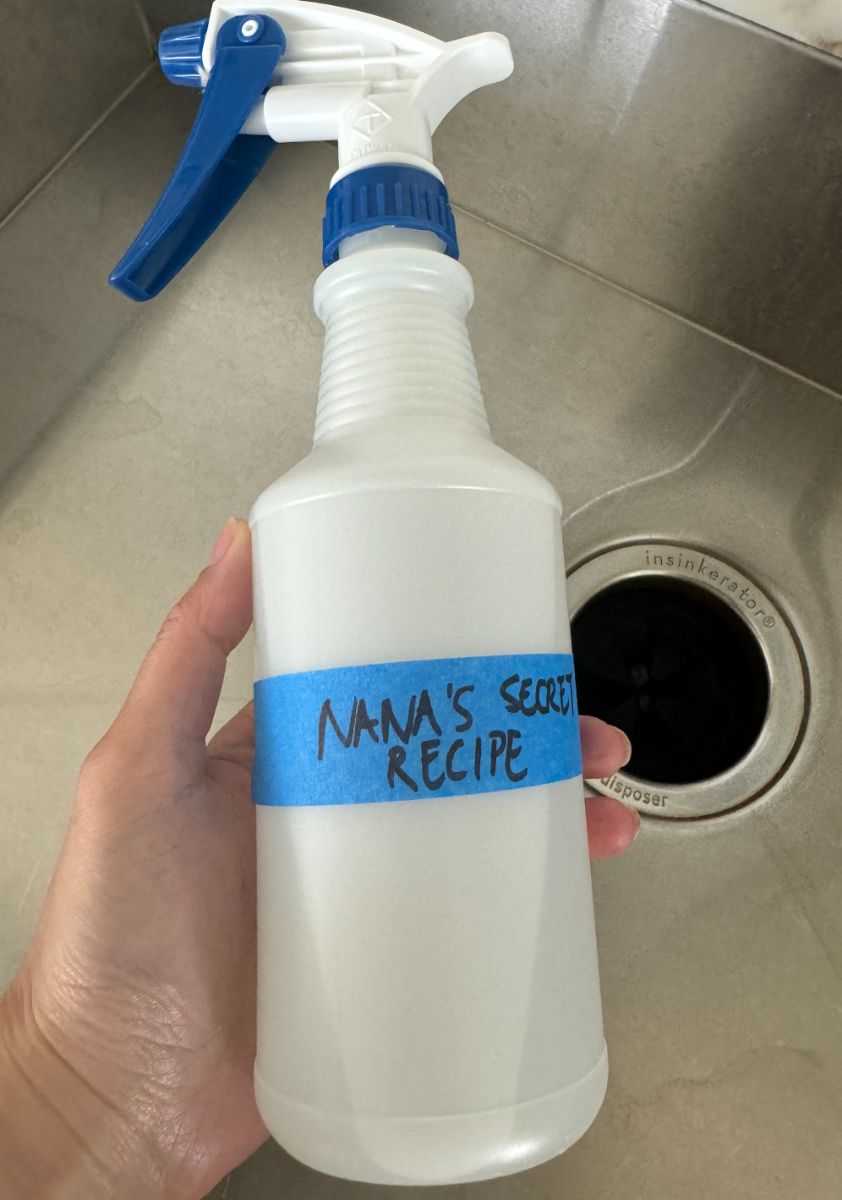 NANA'S SECRET
RECIPE
insinkerator®
disposer